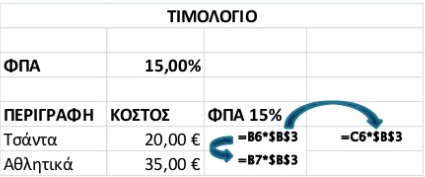 ΤΙΜΟΛΟΓΙΟ
ΦΠΑ 15,00%
ΠΕΡΙΓΡΑΦΗ ΚΟΣΤΟΣ ΦΠΑ 15%
Τσάντα 20,00 € =B6*$B$3 =C6*$B$3
Αθλητικά 35,00 € =B7*$B$3